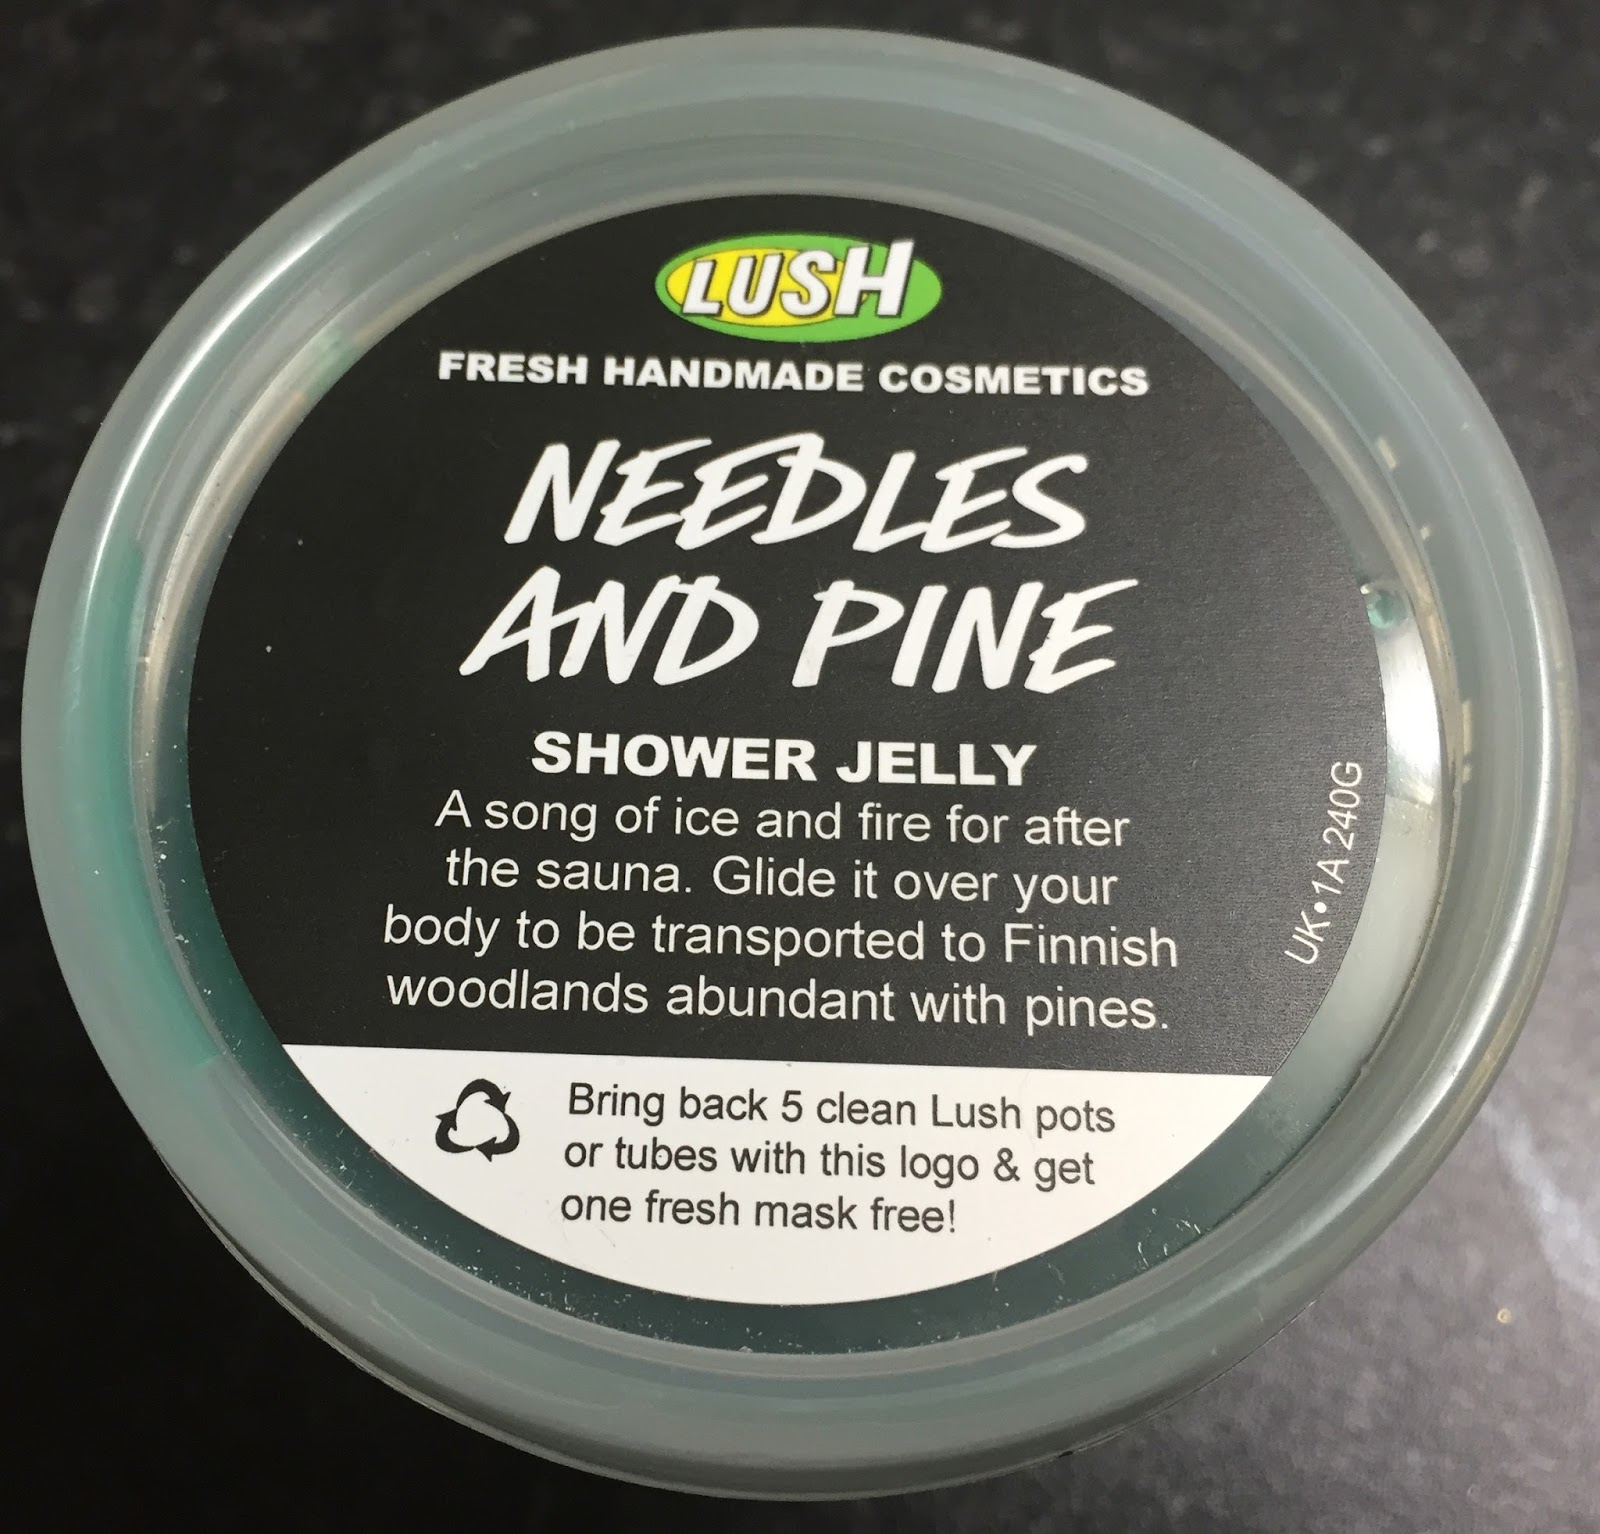 LUSH
FRESH HANDMADE COSMETICS
NEEDLES
AND PINE
SHOWER JELLY
A song of ice and fire for after
the sauna. Glide it over your
body to be transported to Finnish
woodlands abundant with pines.
UK•1A 240G
Bring back 5 clean Lush pots
or tubes with this logo & get
one fresh mask free!